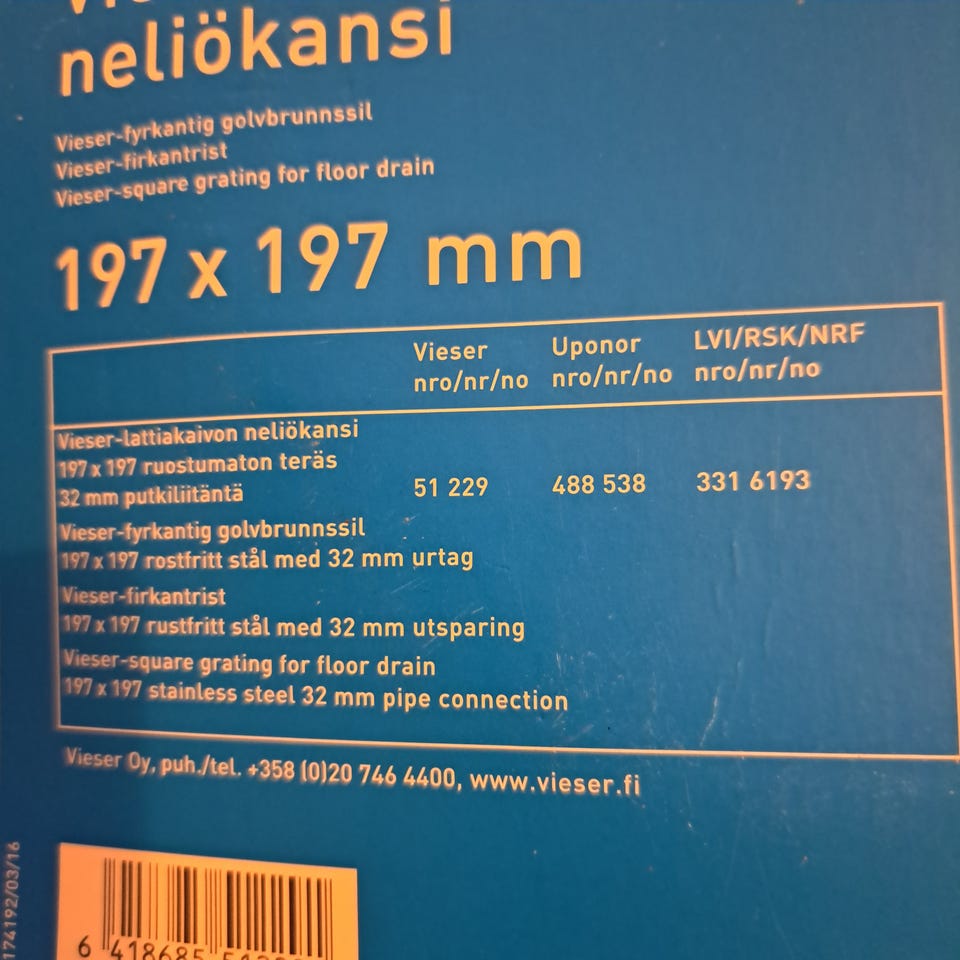 neliökansi
Vieser-fyrkantig golvbrunnssil
Vieser-firkantrist
Vieser-square grating for floor drain
197 x 197 mm
Vieser Uponor LVI/RSK/NRF
nro/nr/no nro/nr/no nro/nr/no
Vieser-lattiakaivon neliökansi
197 x 197 ruostumaton teräs
32 mm putkiliitäntä 51 229 488 538 331 6193
Vieser-fyrkantig golvbrunnssil
197 x 197 rostfritt stål med 32 mm urtag
Vieser-firkantrist
197 x 197 rustfritt stål med 32 mm utsparing
Vieser-square grating for floor drain
197 x 197 stainless steel 32 mm pipe connection
Vieser Oy, puh./tel. +358 (0)20 746 4400, www.vieser.fi
174192/03/16
6 418685